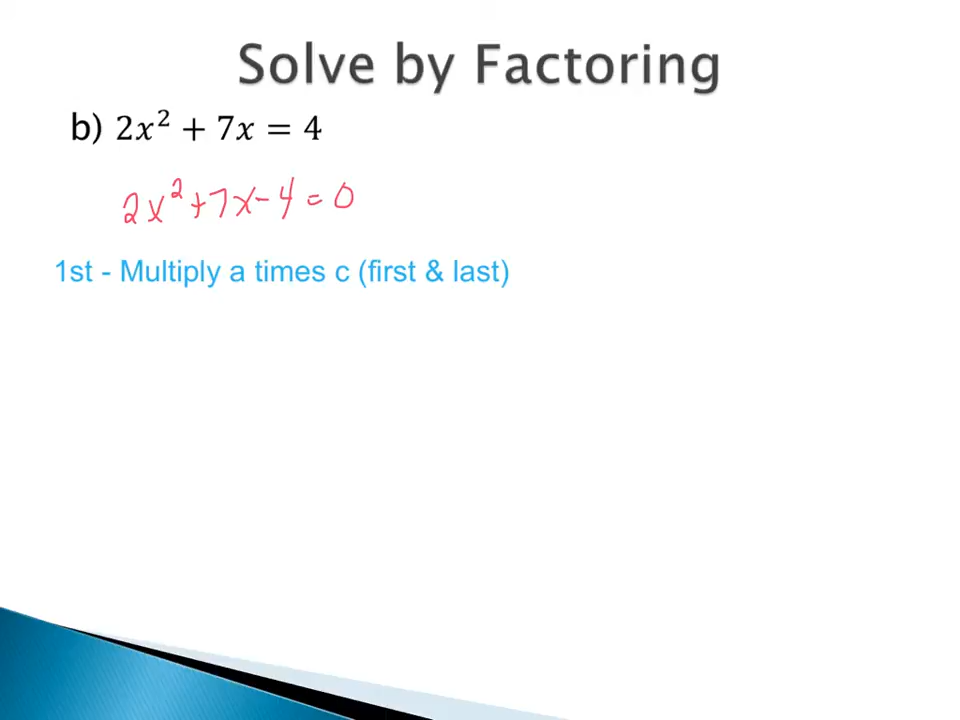 Solve by Factoring
b) 2x² + 7x = 4
2x² + 7x - 4 = 0
1st - Multiply a times c (first & last)